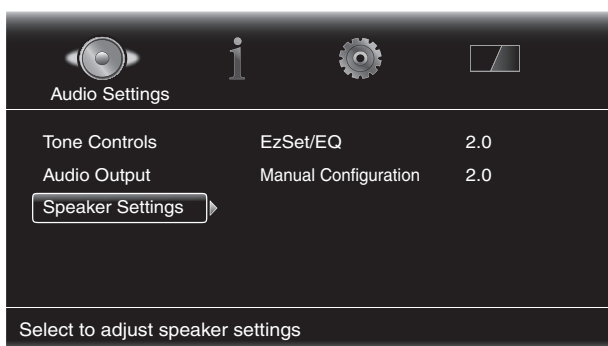 Audio Settings
Tone Controls EzSet/EQ 2.0
Audio Output Manual Configuration 2.0
Speaker Settings
Select to adjust speaker settings